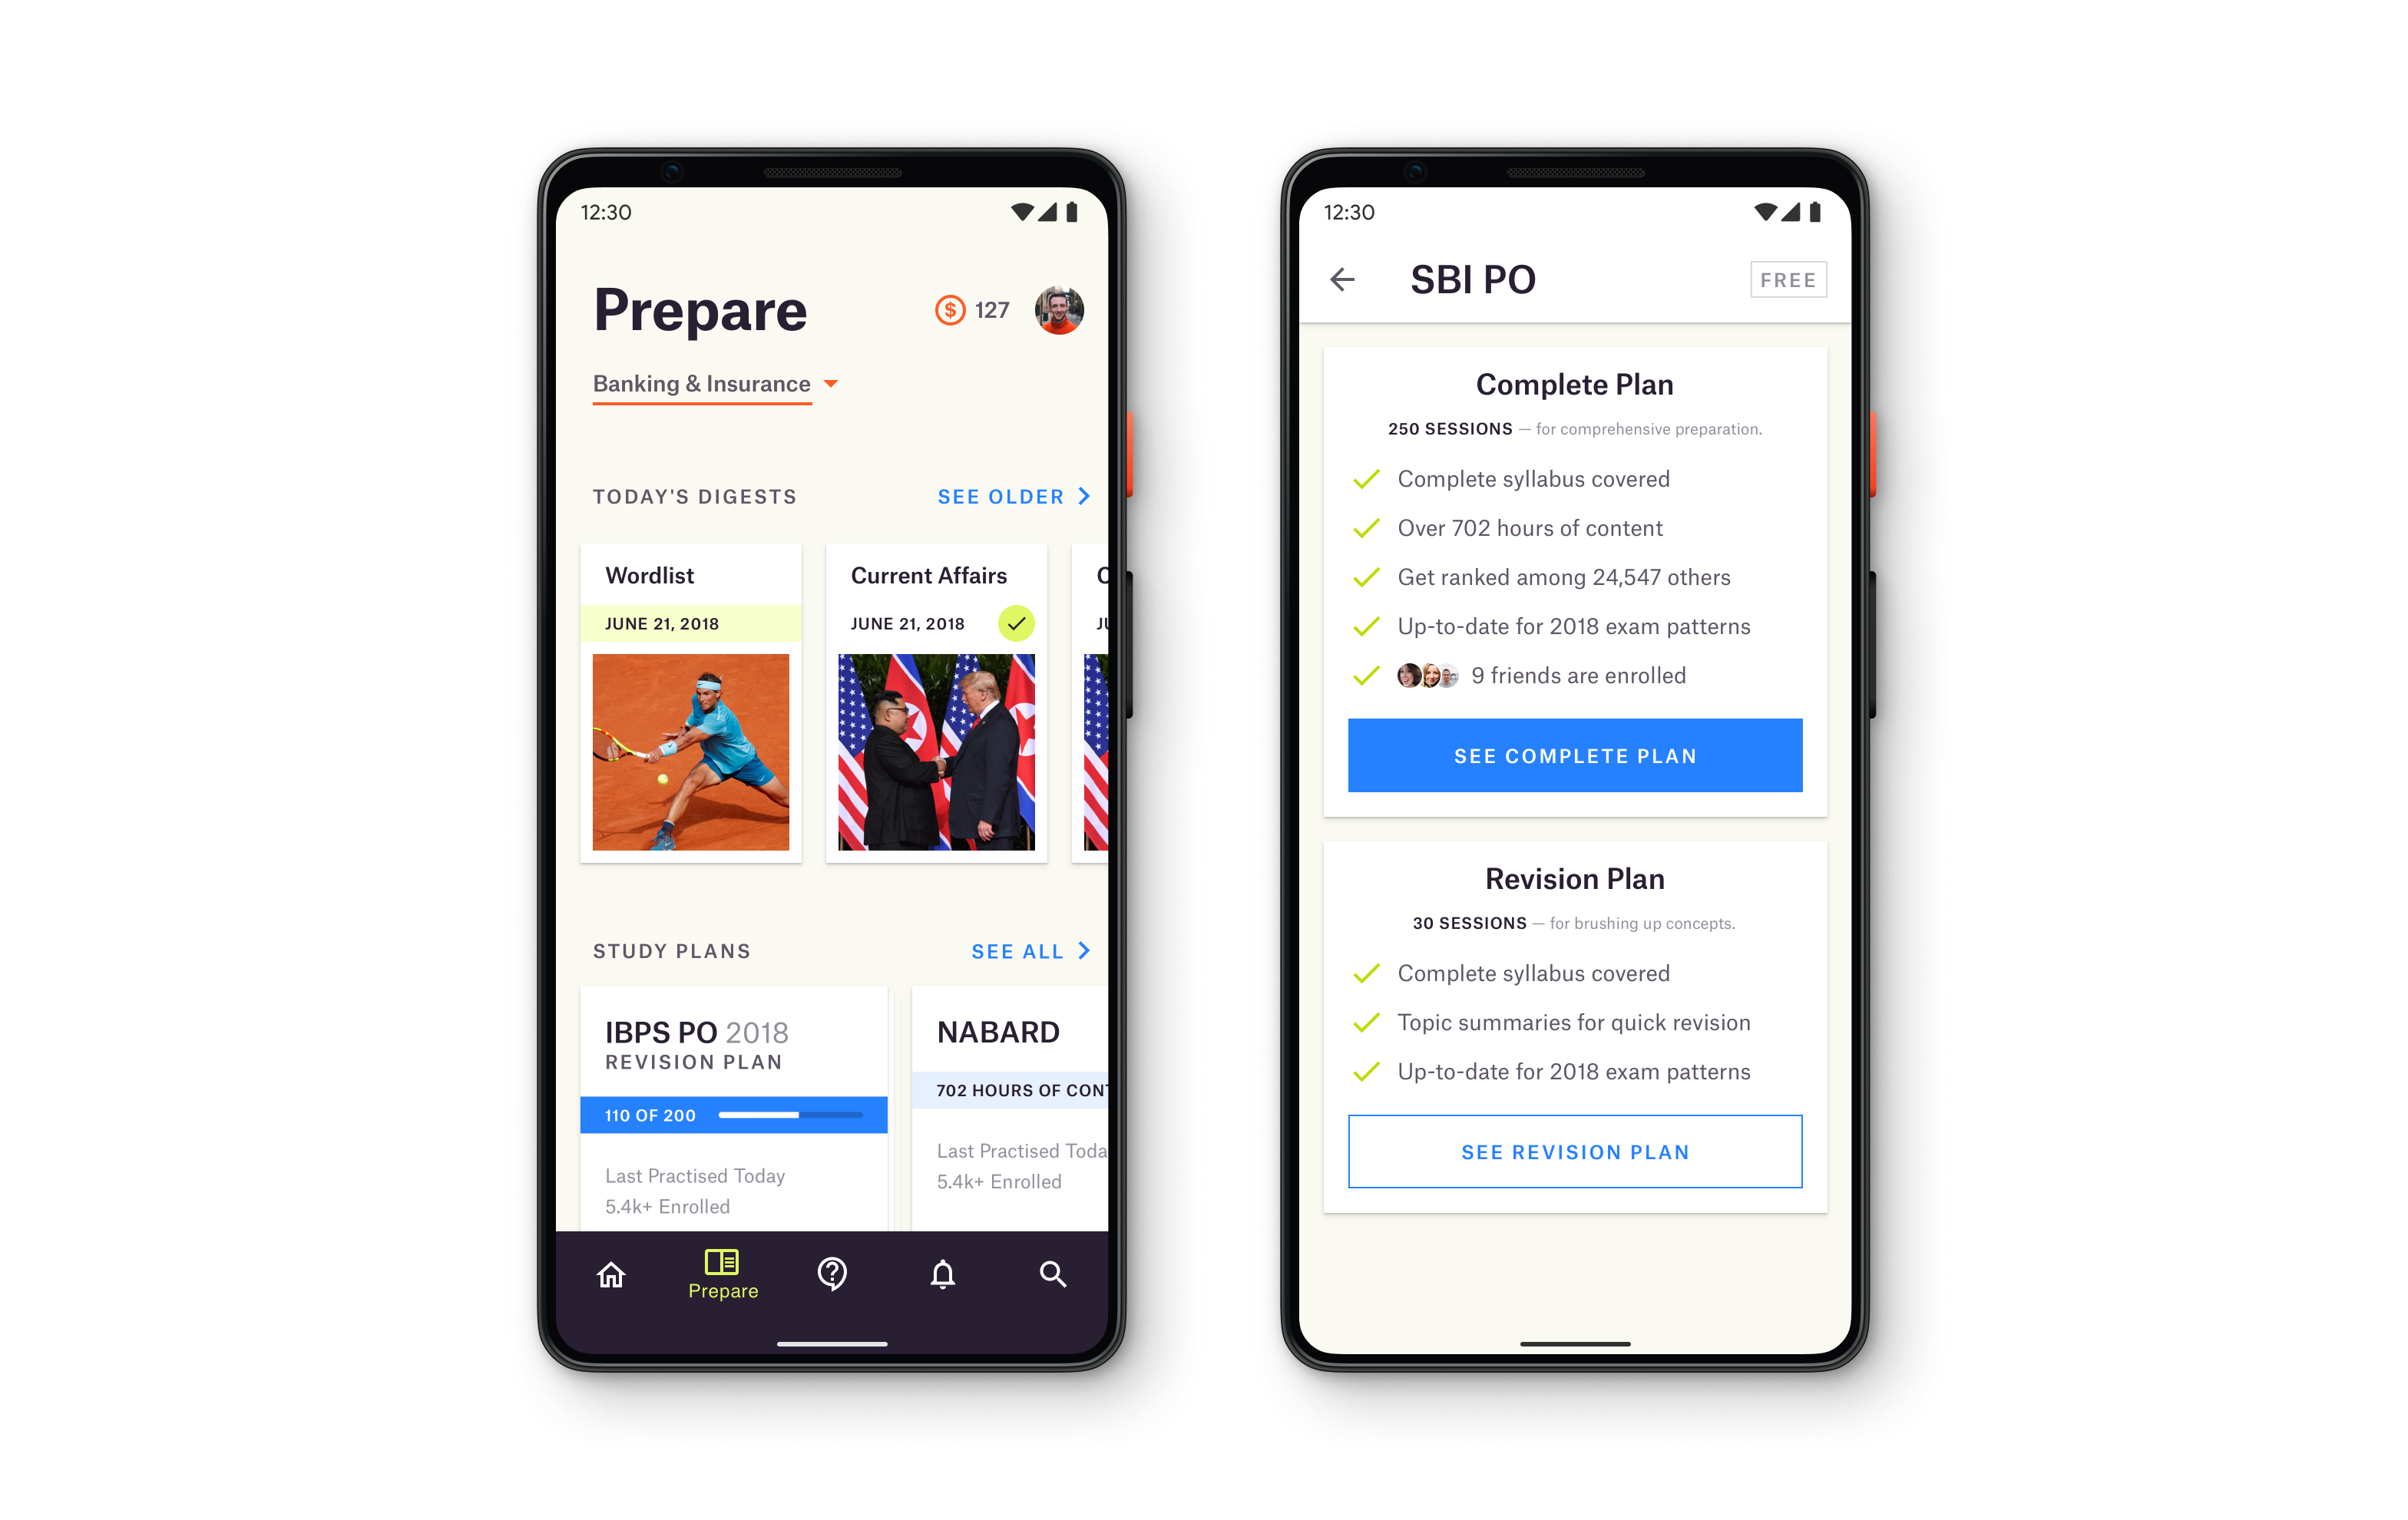 12:30
Prepare
$ 127
Banking & Insurance
TODAY'S DIGESTS
SEE OLDER
Wordlist
JUNE 21, 2018
Current Affairs
JUNE 21, 2018
STUDY PLANS
SEE ALL
IBPS PO 2018
REVISION PLAN
110 OF 200
Last Practised Today
5.4k+ Enrolled
NABARD
702 HOURS OF
Last Practised
5.4k+ Enrolled
Prepare
12:30
SBI PO
FREE
Complete Plan
250 SESSIONS — for comprehensive preparation.
Complete syllabus covered
Over 702 hours of content
Get ranked among 24,547 others
Up-to-date for 2018 exam patterns
9 friends are enrolled
SEE COMPLETE PLAN
Revision Plan
30 SESSIONS — for brushing up concepts.
Complete syllabus covered
Topic summaries for quick revision
Up-to-date for 2018 exam patterns
SEE REVISION PLAN